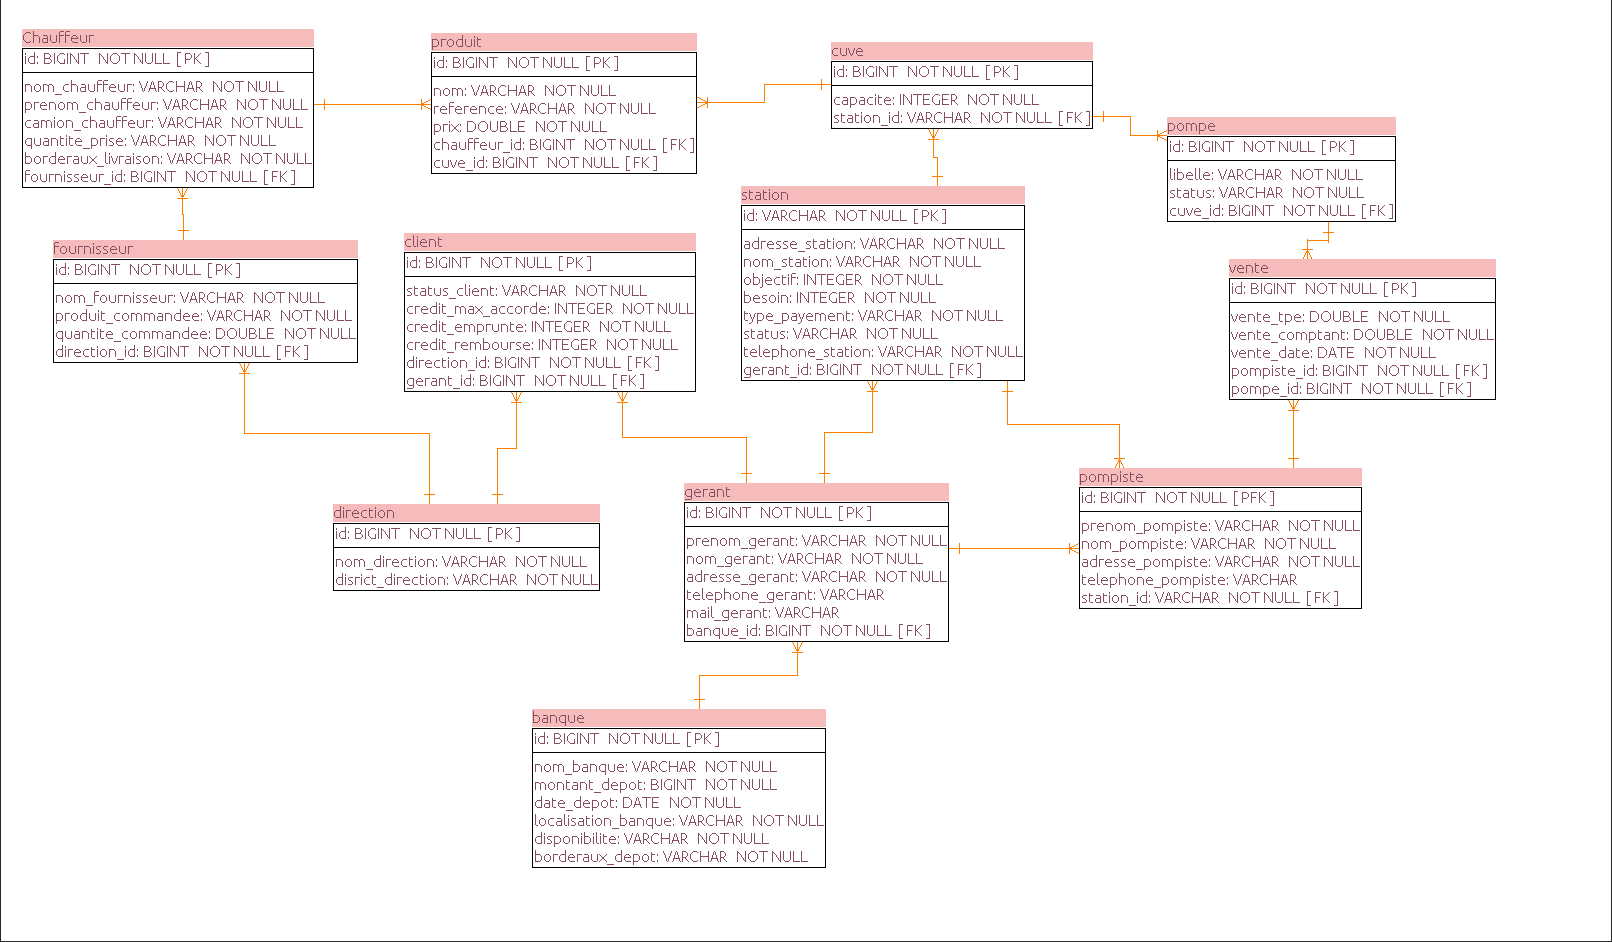 Chauffeur
id: BIGINT NOT NULL [ PK ]
nom_chauffeur: VARCHAR NOT NULL
prenom_chauffeur: VARCHAR NOT NULL
camion_chauffeur: VARCHAR NOT NULL
quantite_prise: VARCHAR NOT NULL
borderaux_livraison: VARCHAR NOT NULL
fournisseur_id: BIGINT NOT NULL [ FK ]
produit
id: BIGINT NOT NULL [ PK ]
nom: VARCHAR NOT NULL
reference: VARCHAR NOT NULL
prix: DOUBLE NOT NULL
chauffeur_id: BIGINT NOT NULL [ FK ]
cuve_id: BIGINT NOT NULL [ FK ]
cuve
id: BIGINT NOT NULL [ PK ]
capacite: INTEGER NOT NULL
station_id: VARCHAR NOT NULL [ FK ]
pompe
id: BIGINT NOT NULL [ PK ]
libelle: VARCHAR NOT NULL
status: VARCHAR NOT NULL
cuve_id: BIGINT NOT NULL [ FK ]
fournisseur
id: BIGINT NOT NULL [ PK ]
nom_fournisseur: VARCHAR NOT NULL
produit_commandee: VARCHAR NOT NULL
quantite_commandee: DOUBLE NOT NULL
direction_id: BIGINT NOT NULL [ FK ]
client
id: BIGINT NOT NULL [ PK ]
status_client: VARCHAR NOT NULL
credit_max_accorde: INTEGER NOT NULL
credit_emprunte: INTEGER NOT NULL
credit_rembourse: INTEGER NOT NULL
direction_id: BIGINT NOT NULL [ FK ]
gerant_id: BIGINT NOT NULL [ FK ]
station
id: VARCHAR NOT NULL [ PK ]
adresse_station: VARCHAR NOT NULL
nom_station: VARCHAR NOT NULL
objectif: INTEGER NOT NULL
besoin: INTEGER NOT NULL
type_payement: VARCHAR NOT NULL
status: VARCHAR NOT NULL
telephone_station: VARCHAR NOT NULL
gerant_id: BIGINT NOT NULL [ FK ]
vente
id: BIGINT NOT NULL [ PK ]
vente_tpe: DOUBLE NOT NULL
vente_comptant: DOUBLE NOT NULL
vente_date: DATE NOT NULL
pompiste_id: BIGINT NOT NULL [ FK ]
pompe_id: BIGINT NOT NULL [ FK ]
direction
id: BIGINT NOT NULL [ PK ]
nom_direction: VARCHAR NOT NULL
disrict_direction: VARCHAR NOT NULL
gerant
id: BIGINT NOT NULL [ PK ]
prenom_gerant: VARCHAR NOT NULL
nom_gerant: VARCHAR NOT NULL
adresse_gerant: VARCHAR NOT NULL
telephone_gerant: VARCHAR
mail_gerant: VARCHAR
banque_id: BIGINT NOT NULL [ FK ]
pompiste
id: BIGINT NOT NULL [ PFK ]
prenom_pompiste: VARCHAR NOT NULL
nom_pompiste: VARCHAR NOT NULL
adresse_pompiste: VARCHAR NOT NULL
telephone_pompiste: VARCHAR
station_id: VARCHAR NOT NULL [ FK ]
banque
id: BIGINT NOT NULL [ PK ]
nom_banque: VARCHAR NOT NULL
montant_depot: BIGINT NOT NULL
date_depot: DATE NOT NULL
localisation_banque: VARCHAR NOT NULL
disponibilite: VARCHAR NOT NULL
borderaux_depot: VARCHAR NOT NULL